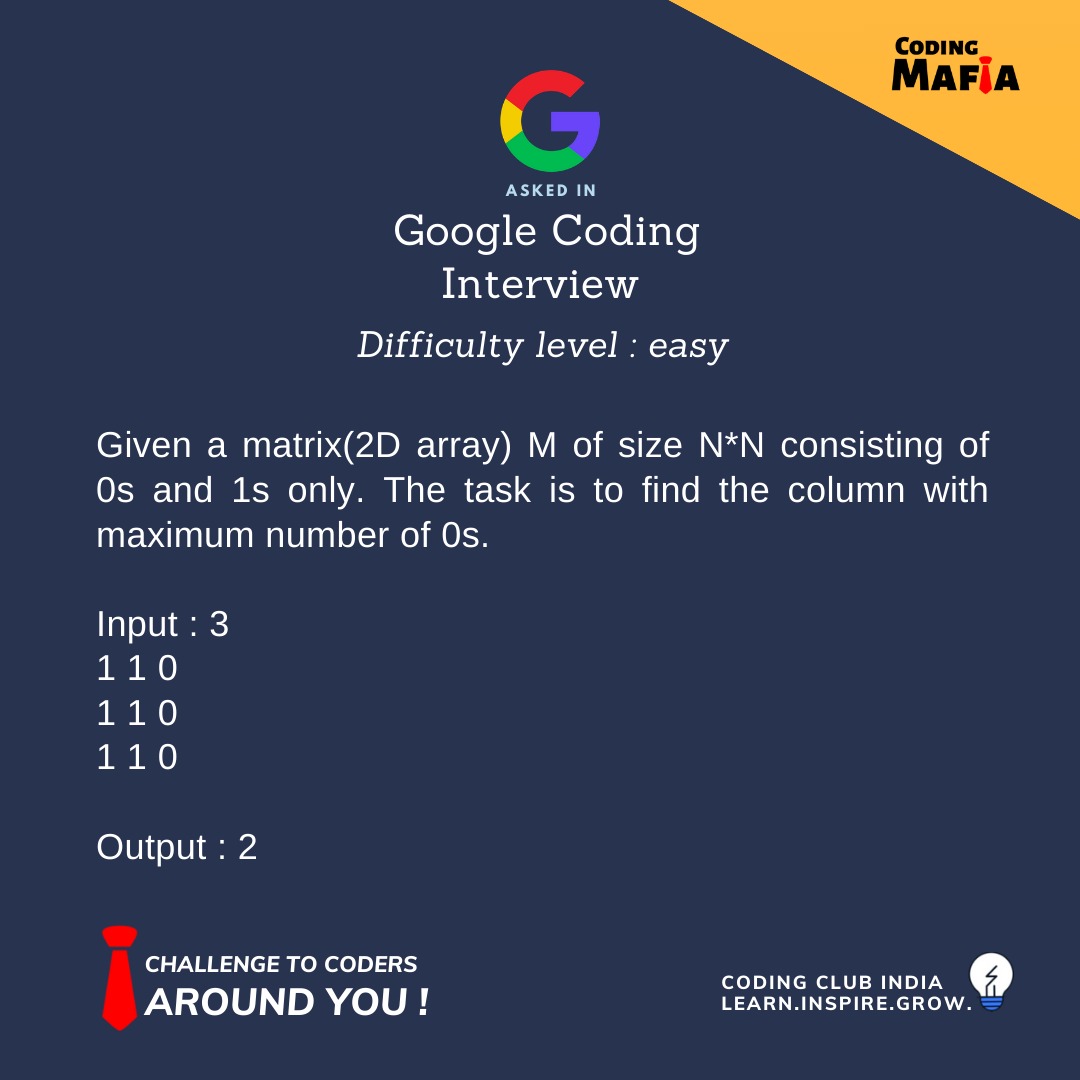 CODING
MAFIA
ASKED IN
Google Coding
Interview
Difficulty level : easy
Given a matrix(2D array) M of size N*N consisting of
0s and 1s only. The task is to find the column with
maximum number of 0s.
Input : 3
1 1 0
1 1 0
1 1 0
Output : 2
CHALLENGE TO CODERS
AROUND YOU !
CODING CLUB INDIA
LEARN.INSPIRE.GROW.